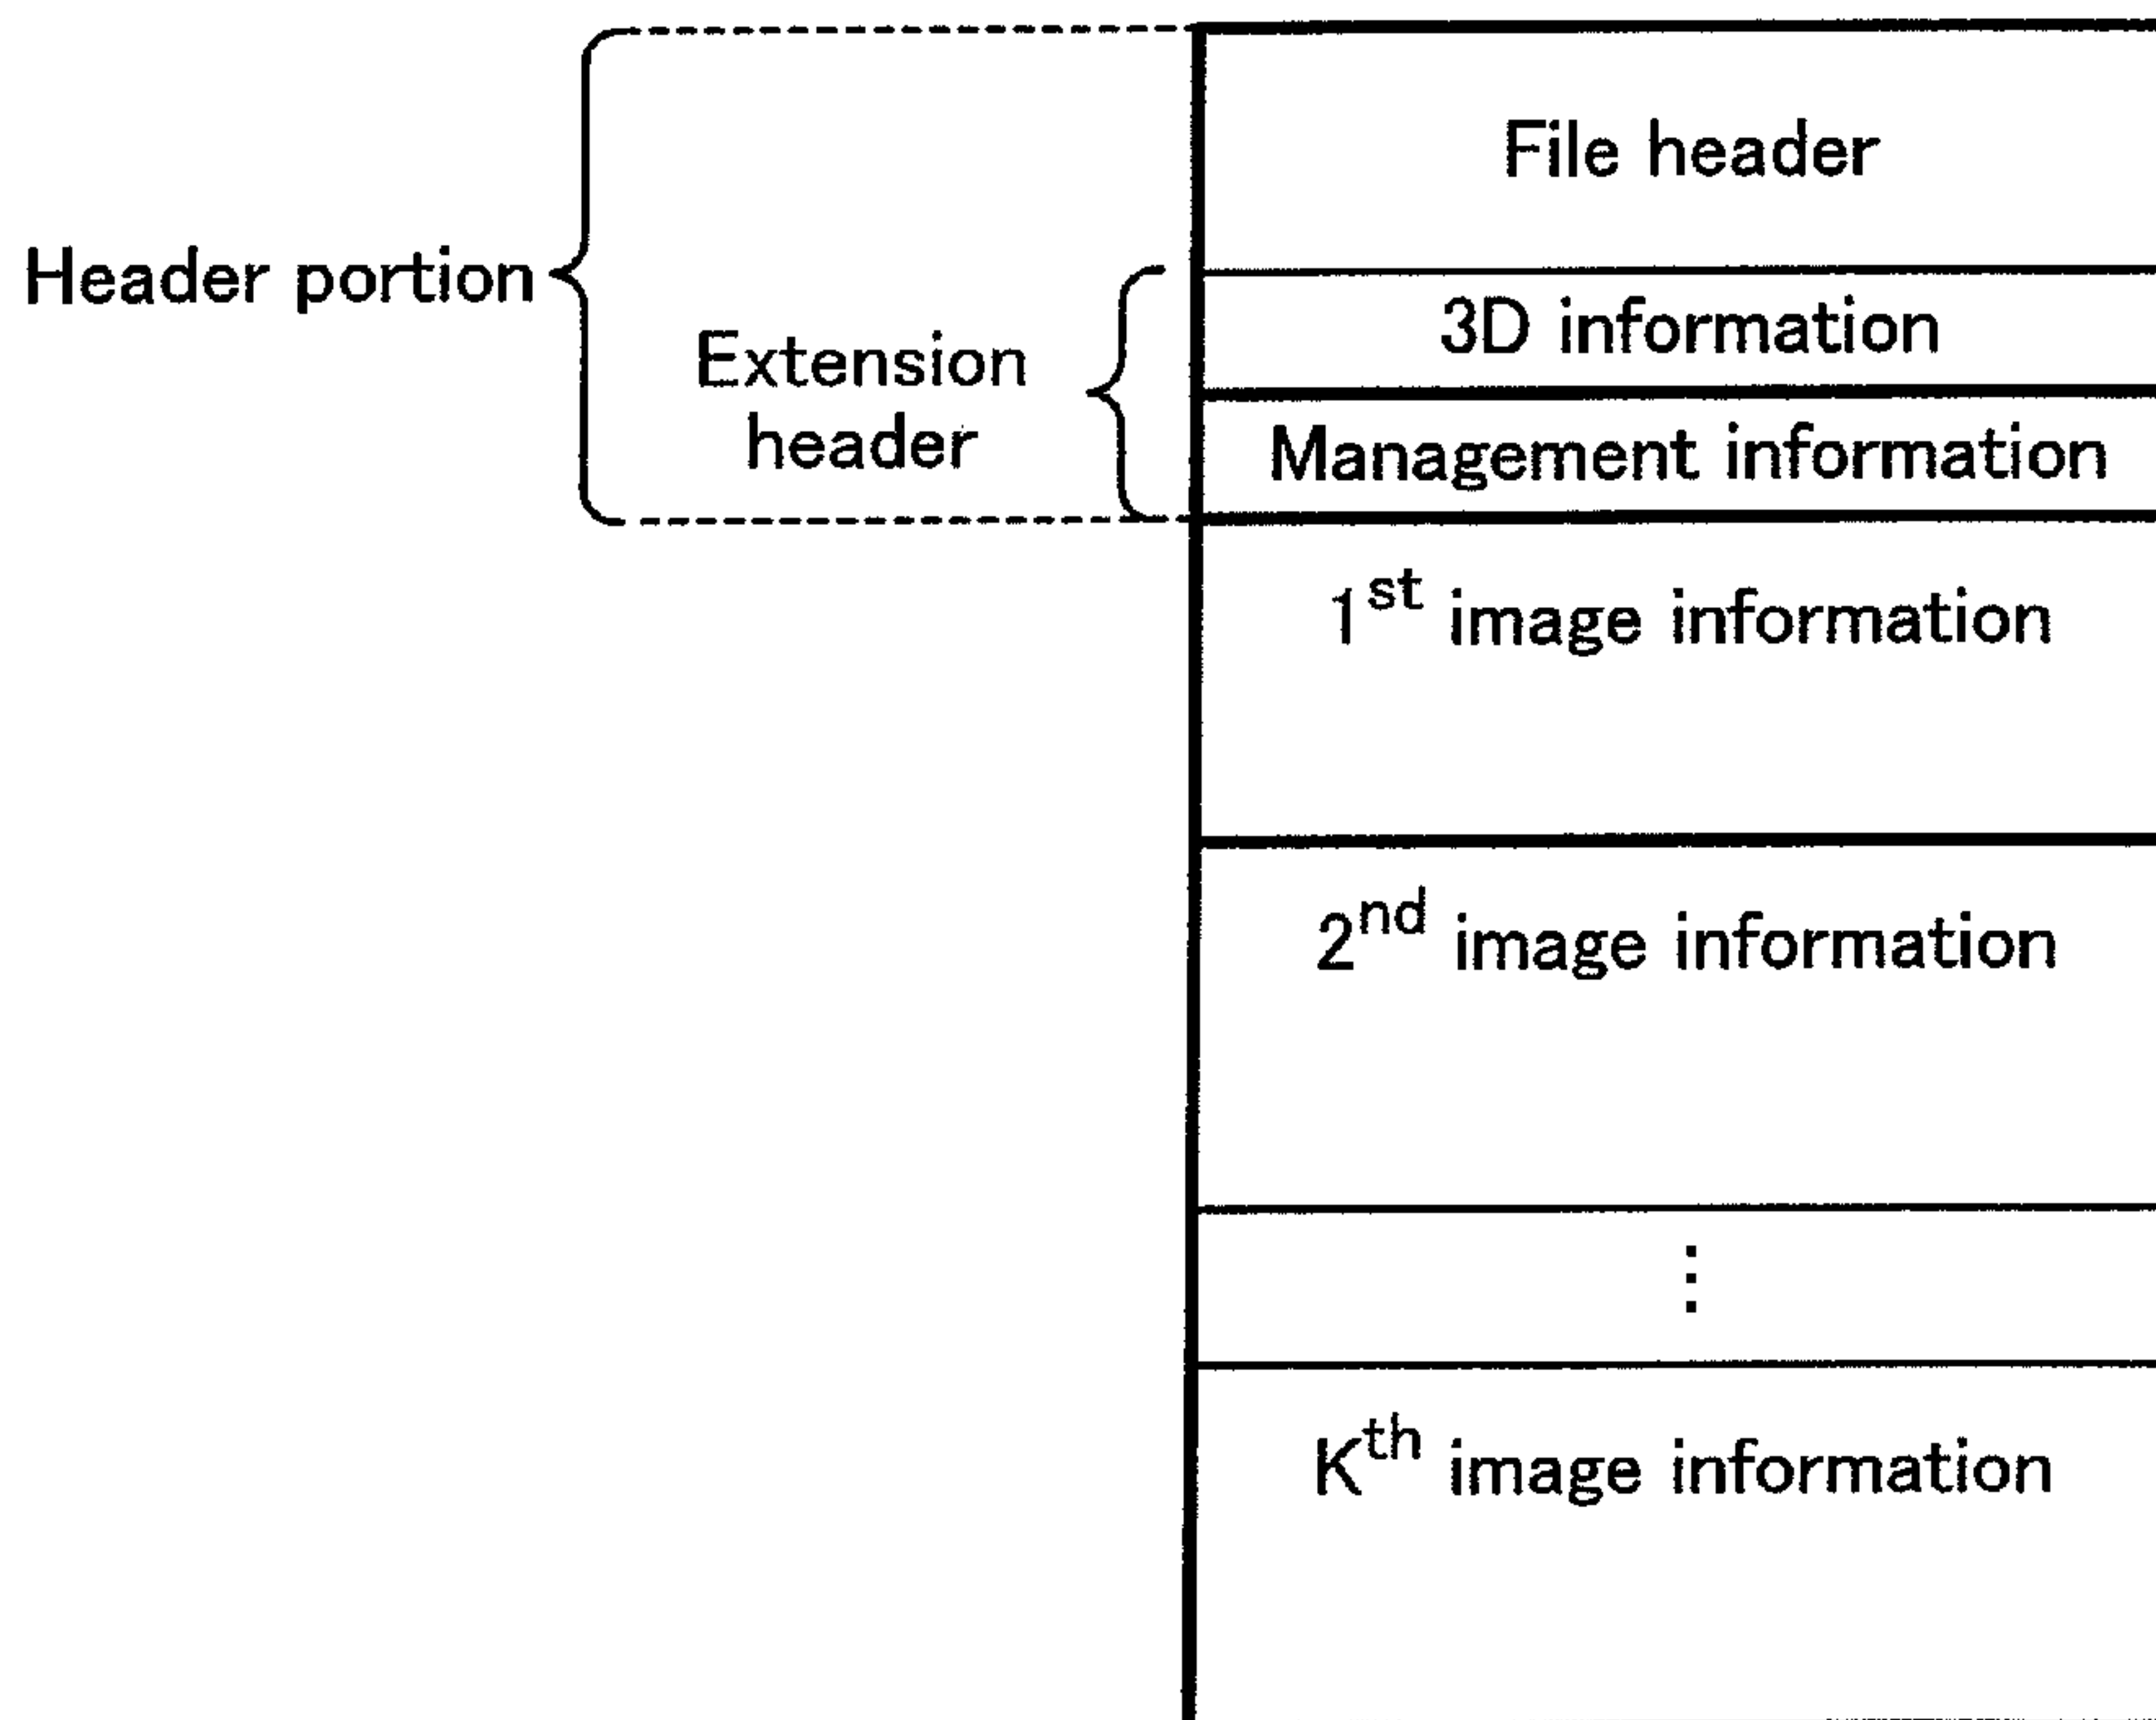 File header
Header portion
3D information
Extension
header
Management information
1st image information
2nd image information
⋮
Kth image information